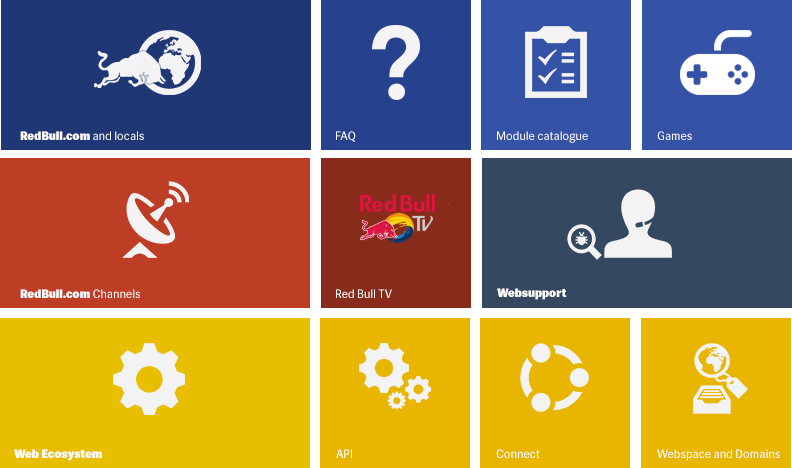 RedBull.com and locals
FAQ
Module catalogue
Games
Red Bull
TV
RedBull.com Channels
Red Bull TV
Websupport
Web Ecosystem
API
Connect
Webspace and Domains